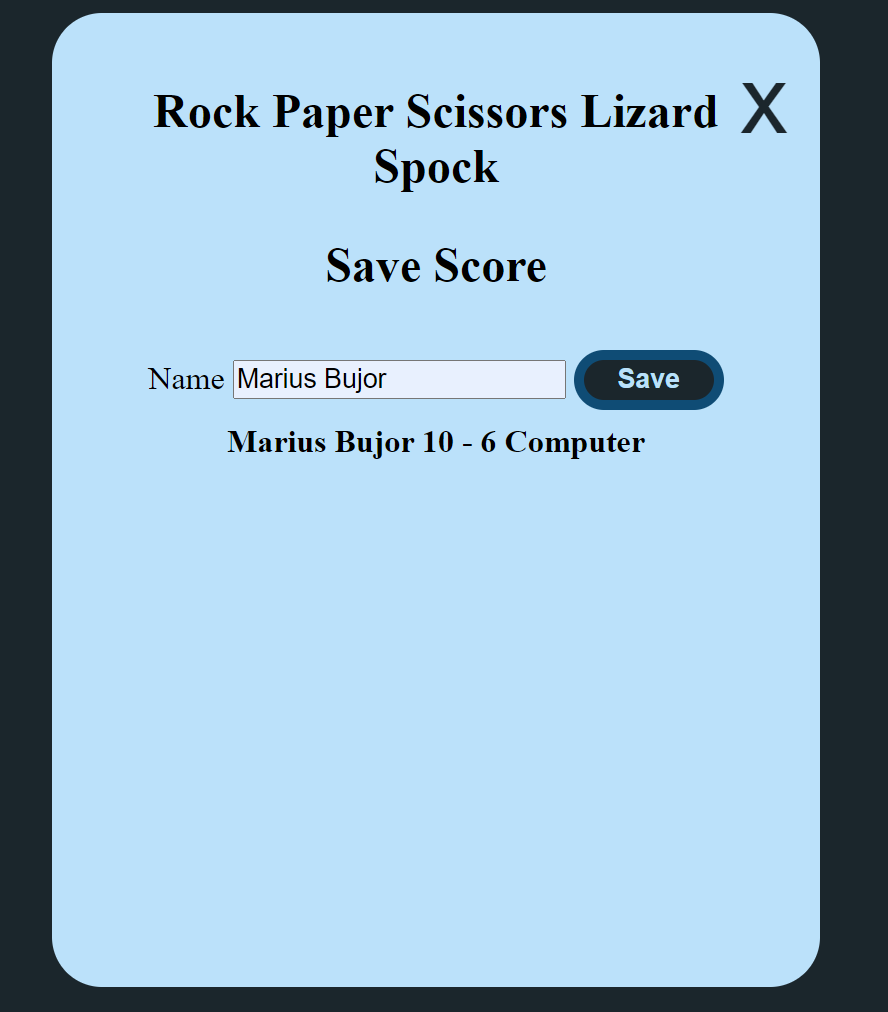 Rock Paper Scissors Lizard
X
Spock
Save Score
Name Marius Bujor Save
Marius Bujor 10 - 6 Computer